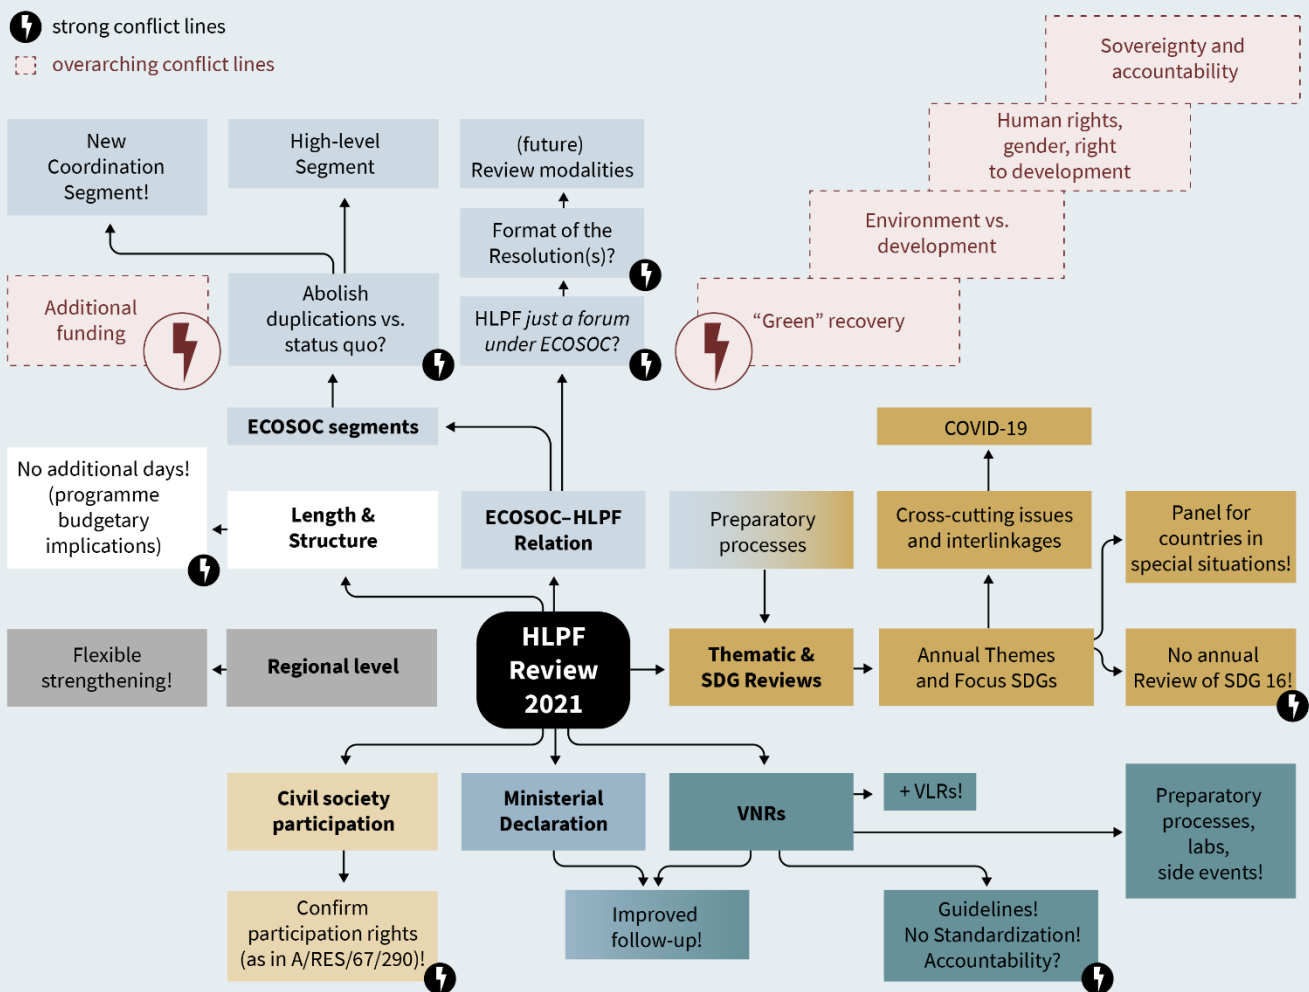 strong conflict lines
overarching conflict lines
Sovereignty and
accountability
Human rights,
gender, right
to development
Environment vs.
development
"Green" recovery
New
Coordination
Segment!
High-level
Segment
(future)
Review modalities
Format of the
Resolution(s)?
Additional
funding
Abolish
duplications vs.
status quo?
HLPF just a forum
under ECOSOC?
ECOSOC segments
COVID-19
No additional days!
(programme
budgetary
implications)
Length &
Structure
ECOSOC–HLPF
Relation
Preparatory
processes
Cross-cutting issues
and interlinkages
Panel for
countries in
special situations!
Flexible
strengthening!
Regional level
HLPF
Review
2021
Thematic &
SDG Reviews
Annual Themes
and Focus SDGs
No annual
Review of SDG 16!
Civil society
participation
Ministerial
Declaration
VNRs
+ VLRs!
Preparatory
processes,
labs,
side events!
Confirm
participation rights
(as in A/RES/67/290)!
Improved
follow-up!
Guidelines!
No Standardization!
Accountability?